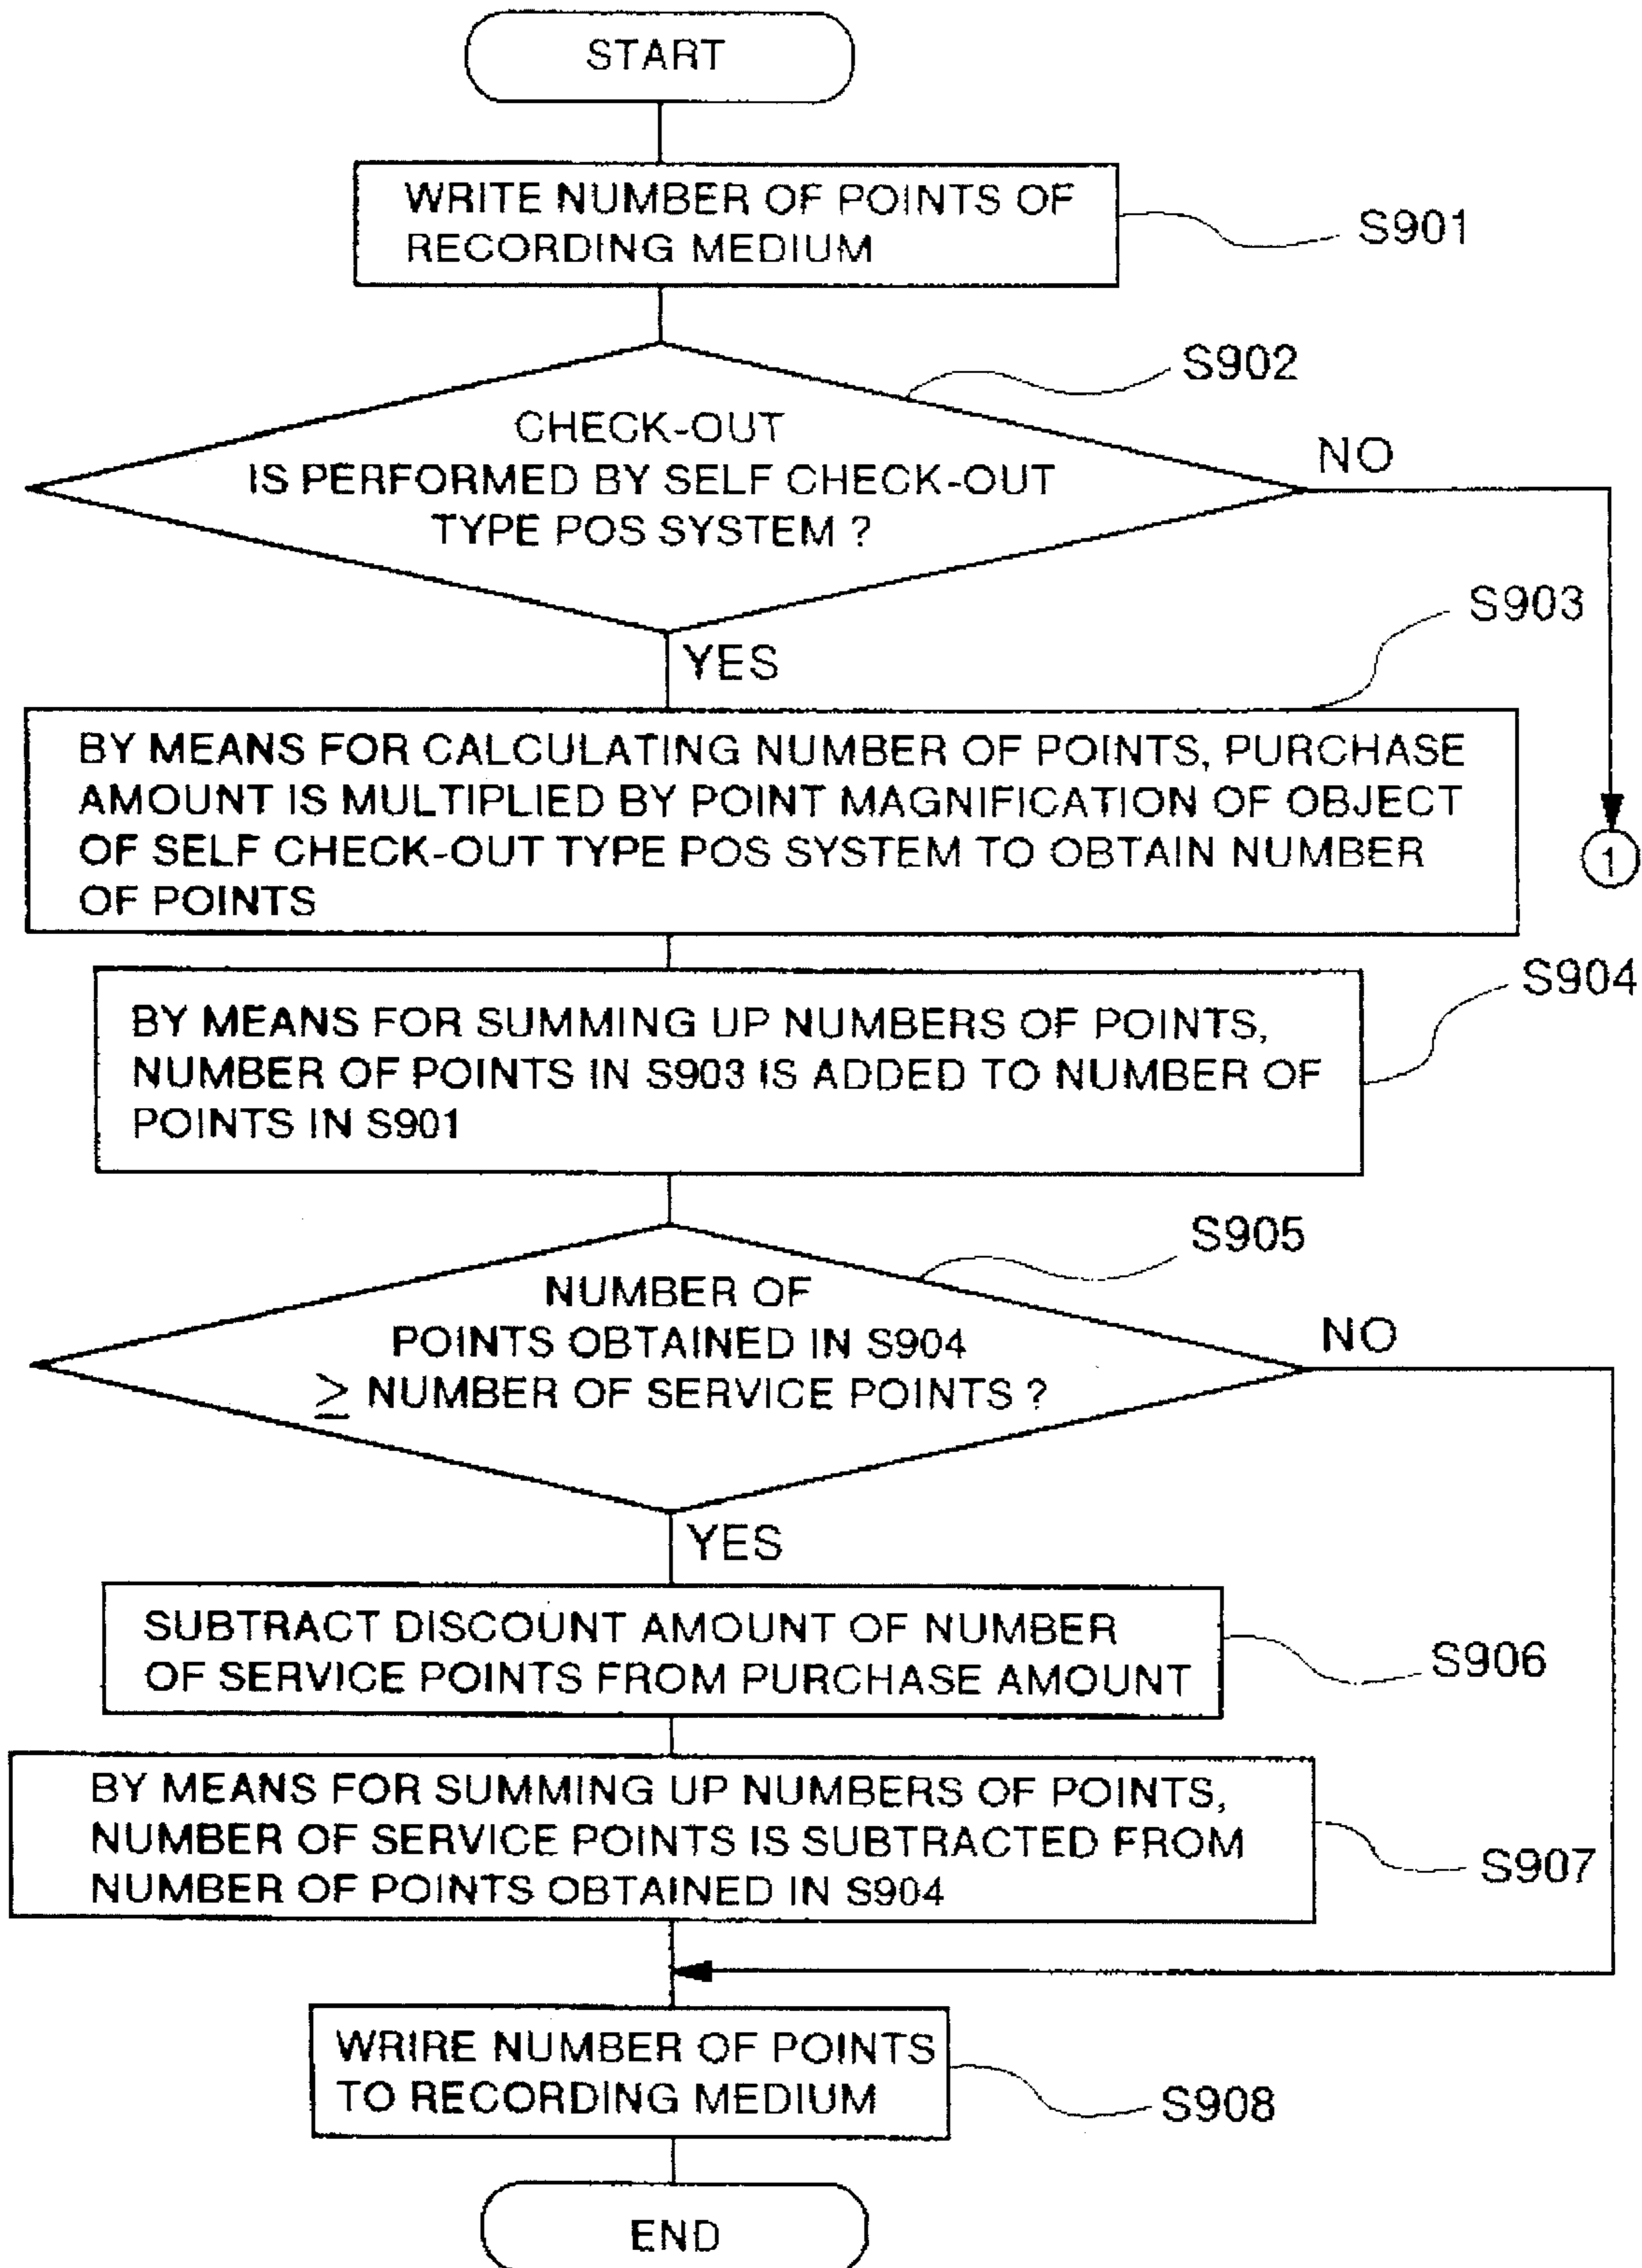 START
WRITE NUMBER OF POINTS OF
RECORDING MEDIUM
S901
S902
CHECK-OUT
IS PERFORMED BY SELF CHECK-OUT
TYPE POS SYSTEM ?
NO
YES
S903
BY MEANS FOR CALCULATING NUMBER OF POINTS, PURCHASE
AMOUNT IS MULTIPLIED BY POINT MAGNIFICATION OF OBJECT
OF SELF CHECK-OUT TYPE POS SYSTEM TO OBTAIN NUMBER
OF POINTS
1
S904
BY MEANS FOR SUMMING UP NUMBERS OF POINTS,
NUMBER OF POINTS IN S903 IS ADDED TO NUMBER OF
POINTS IN S901
S905
NUMBER OF
POINTS OBTAINED IN S904
≥ NUMBER OF SERVICE POINTS ?
NO
YES
SUBTRACT DISCOUNT AMOUNT OF NUMBER
OF SERVICE POINTS FROM PURCHASE AMOUNT
S906
BY MEANS FOR SUMMING UP NUMBERS OF POINTS,
NUMBER OF SERVICE POINTS IS SUBTRACTED FROM
NUMBER OF POINTS OBTAINED IN S904
S907
WRIRE NUMBER OF POINTS
TO RECORDING MEDIUM
S908
END